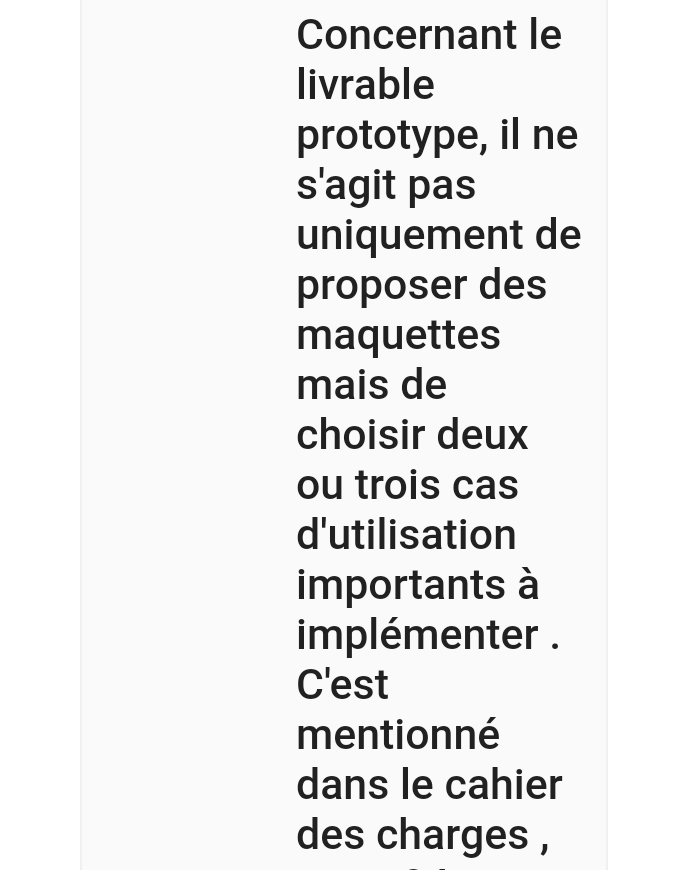 Concernant le
livrable
prototype, il ne
s'agit pas
uniquement de
proposer des
maquettes
mais de
choisir deux
ou trois cas
d'utilisation
importants à
implémenter .
C'est
mentionné
dans le cahier
des charges ,